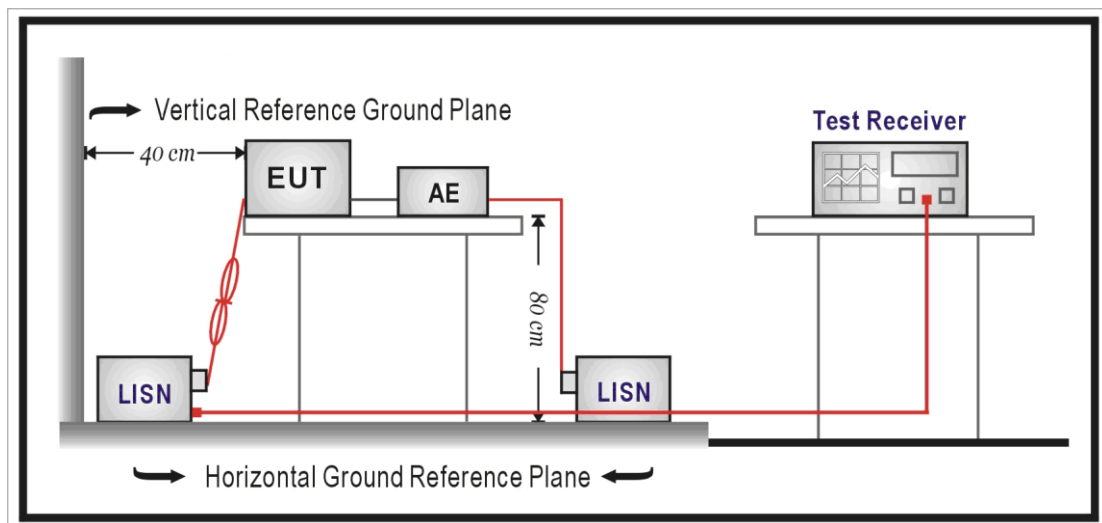 Vertical Reference Ground Plane
40 cm
Test Receiver
EUT
AE
80 cm
LISN
LISN
Horizontal Ground Reference Plane